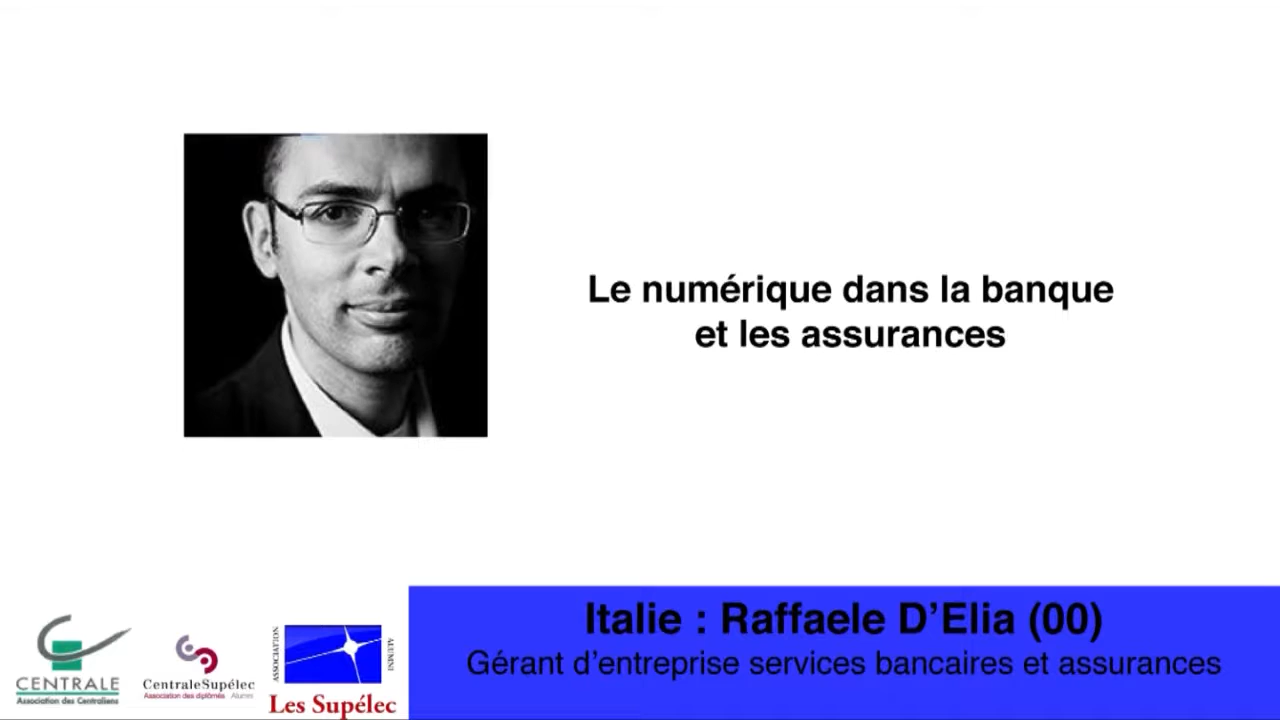 Le numérique dans la banque
et les assurances
Italie : Raffaele D’Elia (00)
Gérant d’entreprise services bancaires et assurances
CENTRALE
Association des Centraliens
CentraleSupélec
Association des diplômés Alumni
ASSOCIATION
ALUMNI
Les Supélec